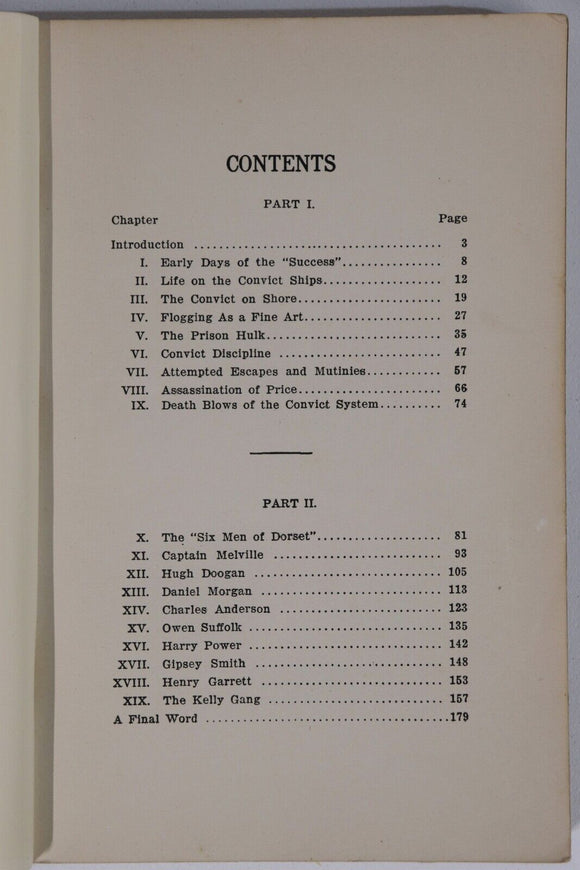 CONTENTS
PART I.
Chapter Page
Introduction ........................................ 3
I. Early Days of the "Success"................ 8
II. Life on the Convict Ships................... 12
III. The Convict on Shore....................... 19
IV. Flogging As a Fine Art...................... 27
V. The Prison Hulk............................ 35
VI. Convict Discipline .......................... 47
VII. Attempted Escapes and Mutinies............ 57
VIII. Assassination of Price....................... 66
IX. Death Blows of the Convict System.......... 74
PART II.
X. The "Six Men of Dorset".................... 81
XI. Captain Melville ........................... 93
XII. Hugh Doogan .............................. 105
XIII. Daniel Morgan ............................. 113
XIV. Charles Anderson .......................... 123
XV. Owen Suffolk ............................... 135
XVI. Harry Power ............................... 142
XVII. Gipsey Smith .............................. 148
XVIII. Henry Garrett ............................. 153
XIX. The Kelly Gang ............................ 157
A Final Word .......................................179